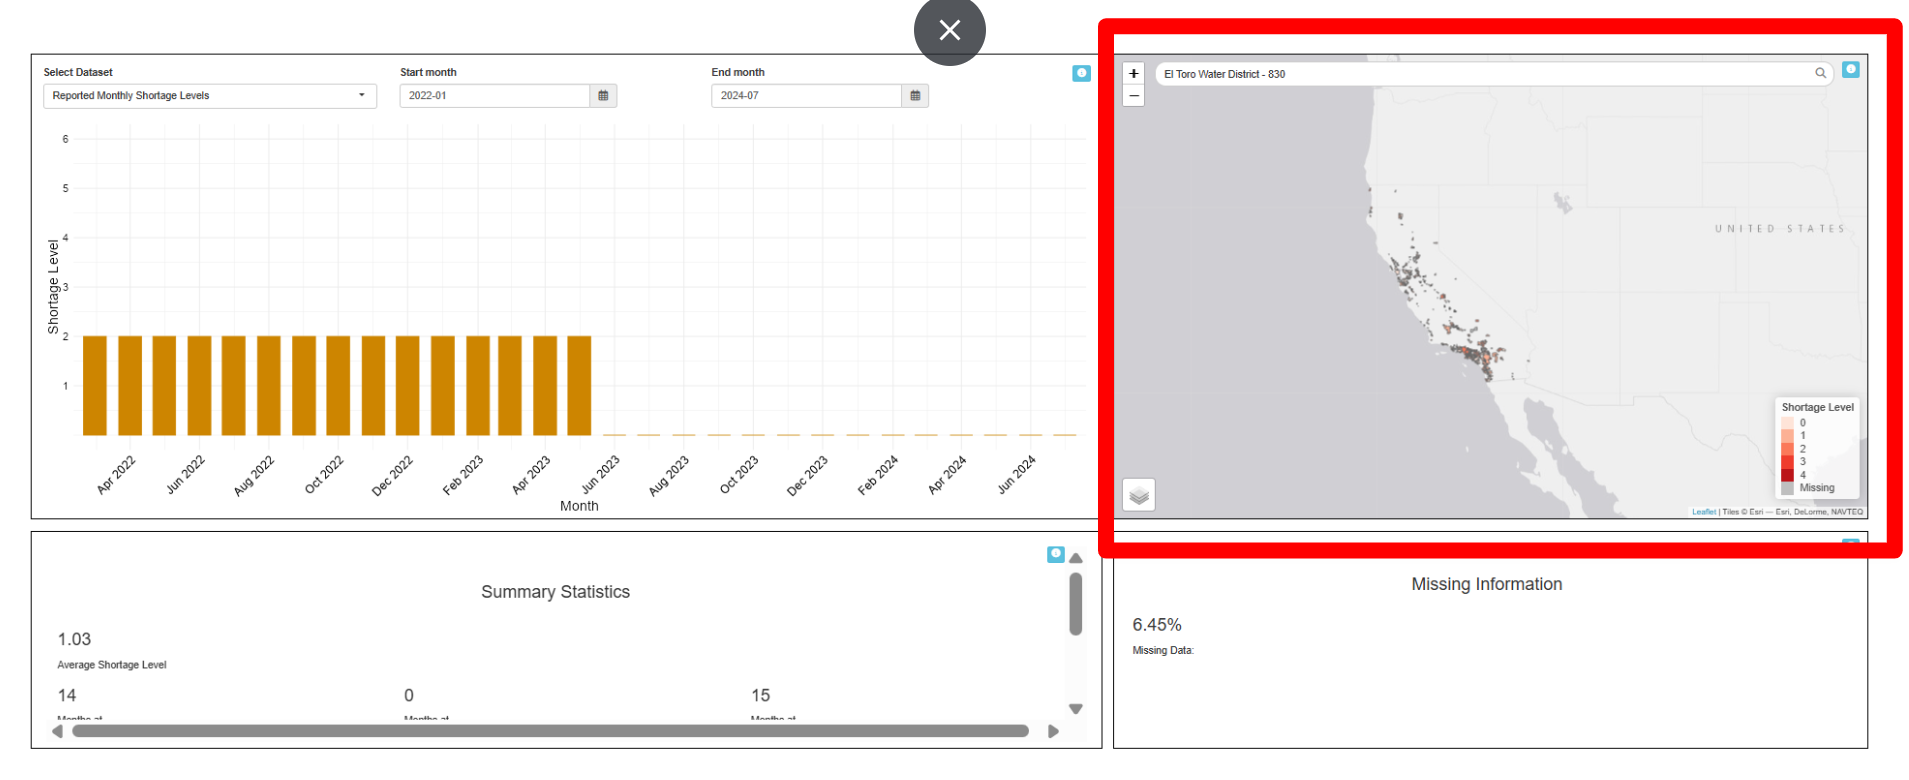 Select Dataset
Start month
End month
Reported Monthly Shortage Levels
2022-01
2024-07
6
5
4
3
2
1
Shortage Level
Apr 2022
Jun 2022
Aug 2022
Oct 2022
Dec 2022
Feb 2023
Apr 2023
Jun 2023
Aug 2023
Oct 2023
Dec 2023
Feb 2024
Apr 2024
Jun 2024
Month
+
−
El Toro Water District - 830
UNITED STATES
Shortage Level
0
1
2
3
4
Missing
Leaflet | Tiles © Esri — Esri, DeLorme, NAVTEQ
Summary Statistics
1.03
Average Shortage Level
14
0
15
Months at
Months at
Months at
Missing Information
6.45%
Missing Data: